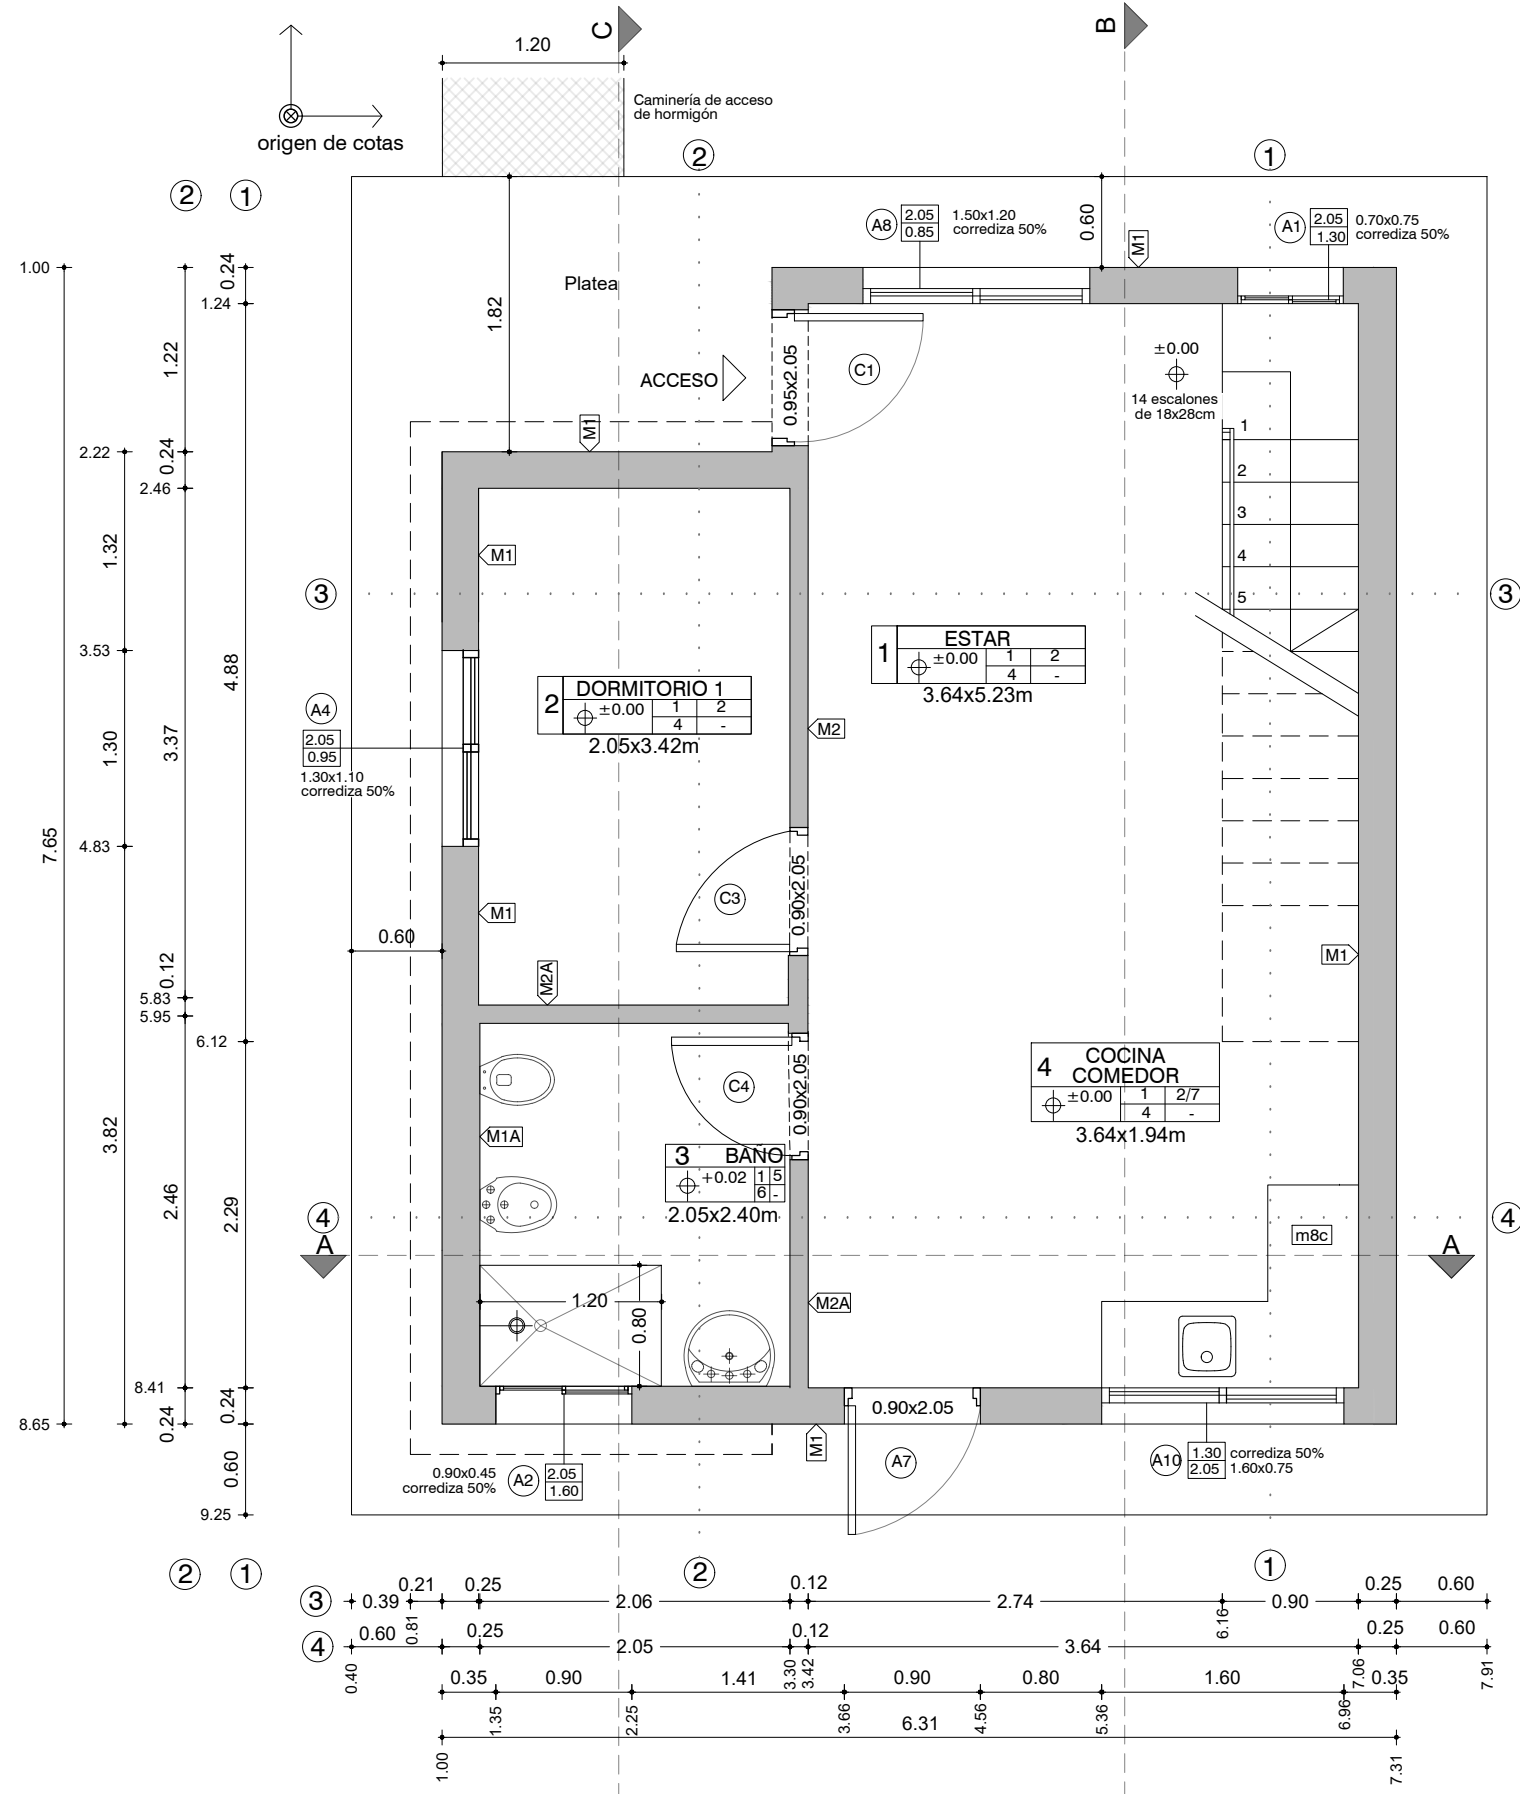 C
B
1.20
Caminería de acceso
de hormigón
origen de cotas
2
1
2
1
A8
2.05
0.85
1.50x1.20
corrediza 50%
0.60
M1
A1
2.05
1.30
0.70x0.75
corrediza 50%
1.00
0.24
1.24
Platea
1.82
1.22
ACCESO
0.95x2.05
C1
±0.00
14 escalones
de 18x28cm
M1
1
2
3
4
5
2.22
0.24
2.46
1.32
M1
3
3
3.53
4.88
1
ESTAR
±0.00
1
2
4
-
3.64x5.23m
2
DORMITORIO 1
±0.00
1
2
4
-
2.05x3.42m
A4
2.05
0.95
1.30x1.10
corrediza 50%
M2
1.30
3.37
7.65
4.83
C3
0.90x2.05
M1
0.60
M1
0.12
M2A
5.83
5.95
6.12
C4
0.90x2.05
4
COCINA
COMEDOR
±0.00
1
2/7
4
-
3.64x1.94m
3.82
M1A
3
BAÑO
+0.02
1
5
6
-
2.05x2.40m
2.46
2.29
4
4
A
A
m8c
1.20
0.80
M2A
8.41
0.24
0.24
8.65
0.90x2.05
M1
A7
0.90x0.45
corrediza 50%
A2
2.05
1.60
A10
1.30
2.05
corrediza 50%
1.60x0.75
0.60
9.25
2
1
2
1
3
0.39
0.21
0.25
2.06
0.12
2.74
0.90
0.25
0.60
0.81
6.16
4
0.60
0.25
2.05
0.12
3.64
0.25
0.60
0.40
3.30
3.42
7.06
7.91
0.35
0.90
1.41
0.90
0.80
1.60
0.35
1.35
2.25
3.66
4.56
5.36
6.96
6.31
1.00
7.31